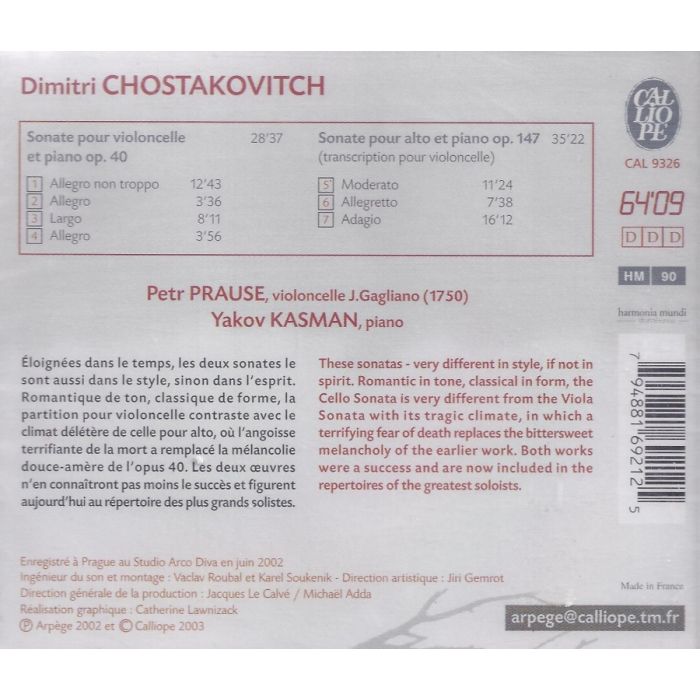 Dimitri CHOSTAKOVITCH
Sonate pour violoncelle 28'37
et piano op. 40
1 Allegro non troppo 12'43
2 Allegro 3'36
3 Largo 8'11
4 Allegro 3'56
Sonate pour alto et piano op. 147 35'22
(transcription pour violoncelle)
5 Moderato 11'24
6 Allegretto 7'38
7 Adagio 16'12
CAL
LIO
PE
CAL 9326
64'09
D D D
HM 90
harmonia mundi
Petr PRAUSE, violoncelle J.Gagliano (1750)
Yakov KASMAN, piano
Éloignées dans le temps, les deux sonates le
sont aussi dans le style, sinon dans l'esprit.
Romantique de ton, classique de forme, la
partition pour violoncelle contraste avec le
climat délétère de celle pour alto, où l'angoisse
terrifiante de la mort a remplacé la mélancolie
douce-amère de l'opus 40. Les deux œuvres
n'en connaîtront pas moins le succès et figurent
aujourd'hui au répertoire des plus grands solistes.
These sonatas - very different in style, if not in
spirit. Romantic in tone, classical in form, the
Cello Sonata is very different from the Viola
Sonata with its tragic climate, in which a
terrifying fear of death replaces the bittersweet
melancholy of the earlier work. Both works
were a success and are now included in the
repertoires of the greatest soloists.
7 94881 69212 5
Enregistré à Prague au Studio Arco Diva en juin 2002
Ingénieur du son et montage : Vaclav Roubal et Karel Soukenik - Direction artistique : Jiri Gemrot
Direction générale de la production : Jacques Le Calvé / Michaël Adda
Réalisation graphique : Catherine Lawnizack
Ⓟ Arpège 2002 et © Calliope 2003
Made in France
arpege@calliope.tm.fr